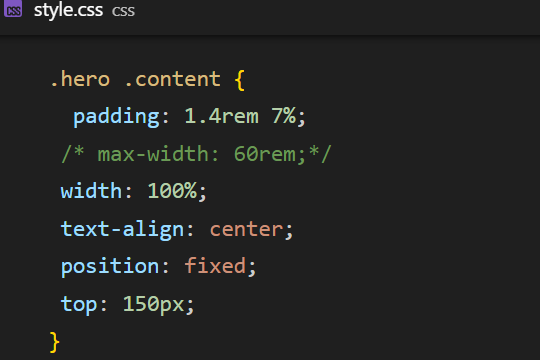 style.css css
.hero .content {
padding: 1.4rem 7%;
/* max-width: 60rem;*/
width: 100%;
text-align: center;
position: fixed;
top: 150px;
}